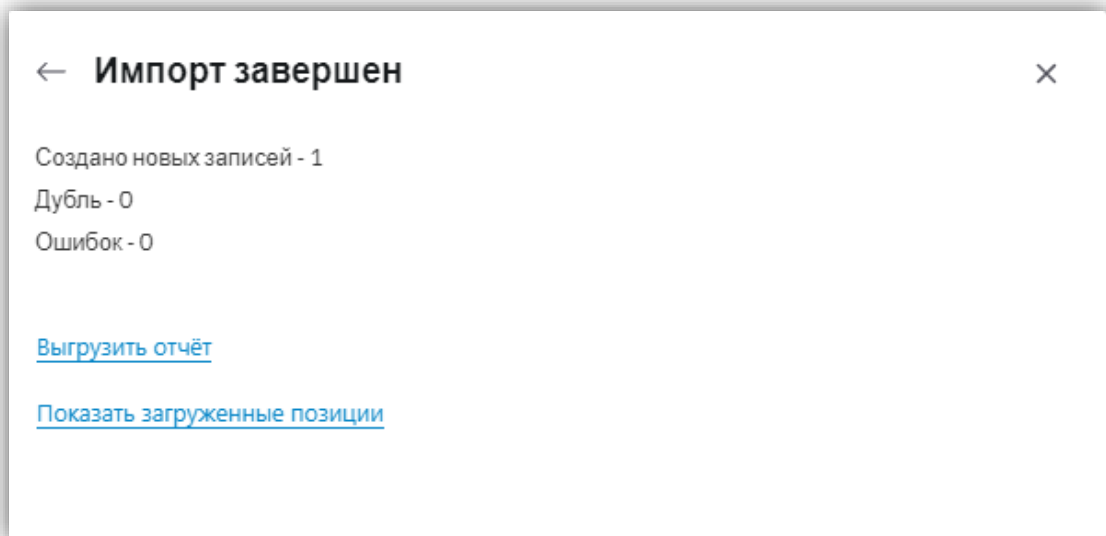 Импорт завершен
Создано новых записей - 1
Дубль - 0
Ошибок - 0
Выгрузить отчёт
Показать загруженные позиции